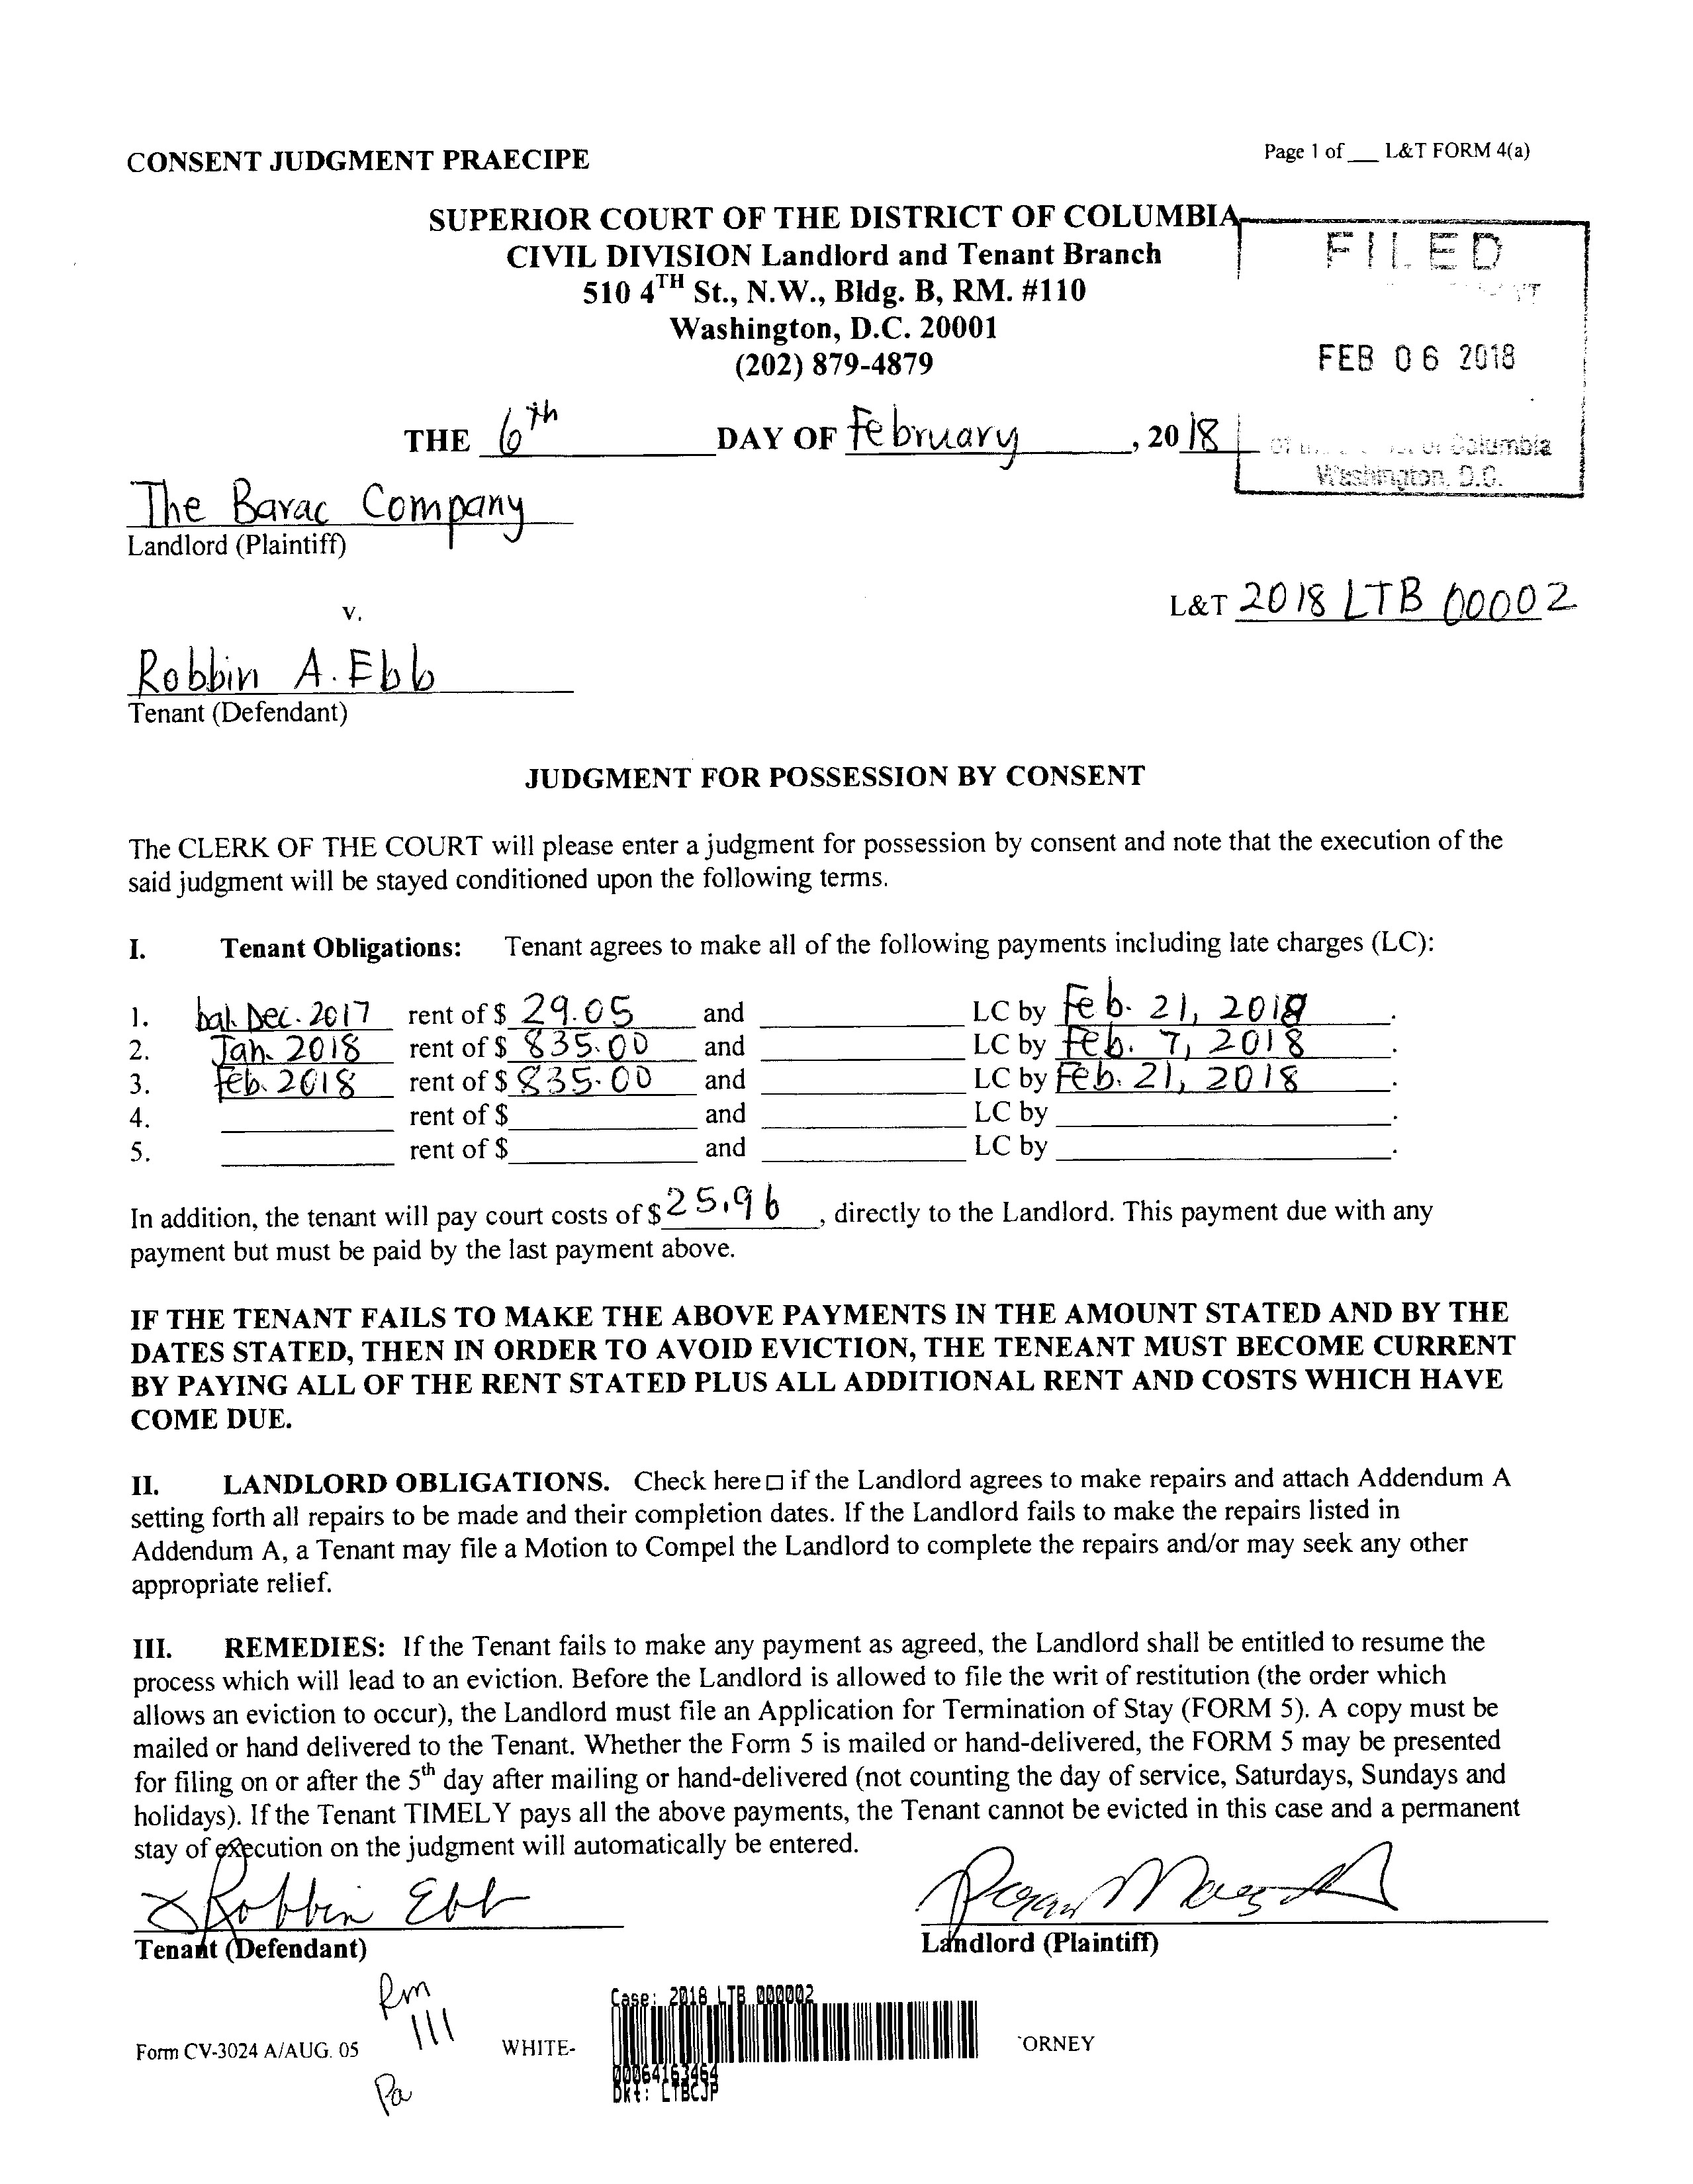 CONSENT JUDGMENT PRAECIPE
Page 1 of __ L&T FORM 4(a)
SUPERIOR COURT OF THE DISTRICT OF COLUMBIA
CIVIL DIVISION Landlord and Tenant Branch
510 4TH St., N.W., Bldg. B, RM. #110
Washington, D.C. 20001
(202) 879-4879
FILED
FEB 06 2018
Columbia
Washington, D.C.
THE 6th DAY OF February, 2018
The Barac Company
Landlord (Plaintiff)
L&T 2018 LTB 00002
v.
Robbin A. Ebb
Tenant (Defendant)
JUDGMENT FOR POSSESSION BY CONSENT
The CLERK OF THE COURT will please enter a judgment for possession by consent and note that the execution of the
said judgment will be stayed conditioned upon the following terms.
I. Tenant Obligations: Tenant agrees to make all of the following payments including late charges (LC):
1. bal. Dec. 2017 rent of $ 29.05 and ____ LC by Feb. 21, 2018.
2. Jan. 2018 rent of $ 835.00 and ____ LC by Feb. 7, 2018.
3. Feb. 2018 rent of $ 835.00 and ____ LC by Feb. 21, 2018.
4. ____ rent of $____ and ____ LC by ____.
5. ____ rent of $____ and ____ LC by ____.
In addition, the tenant will pay court costs of $ 25.96, directly to the Landlord. This payment due with any
payment but must be paid by the last payment above.
IF THE TENANT FAILS TO MAKE THE ABOVE PAYMENTS IN THE AMOUNT STATED AND BY THE
DATES STATED, THEN IN ORDER TO AVOID EVICTION, THE TENEANT MUST BECOME CURRENT
BY PAYING ALL OF THE RENT STATED PLUS ALL ADDITIONAL RENT AND COSTS WHICH HAVE
COME DUE.
II. LANDLORD OBLIGATIONS. Check here □ if the Landlord agrees to make repairs and attach Addendum A
setting forth all repairs to be made and their completion dates. If the Landlord fails to make the repairs listed in
Addendum A, a Tenant may file a Motion to Compel the Landlord to complete the repairs and/or may seek any other
appropriate relief.
III. REMEDIES: If the Tenant fails to make any payment as agreed, the Landlord shall be entitled to resume the
process which will lead to an eviction. Before the Landlord is allowed to file the writ of restitution (the order which
allows an eviction to occur), the Landlord must file an Application for Termination of Stay (FORM 5). A copy must be
mailed or hand delivered to the Tenant. Whether the Form 5 is mailed or hand-delivered, the FORM 5 may be presented
for filing on or after the 5th day after mailing or hand-delivered (not counting the day of service, Saturdays, Sundays and
holidays). If the Tenant TIMELY pays all the above payments, the Tenant cannot be evicted in this case and a permanent
stay of execution on the judgment will automatically be entered.
X Robbin Ebb
Tenant (Defendant)
Landlord (Plaintiff)
Rm
111
Case: 2018 LTB 000002
Form CV-3024 A/AUG. 05
WHITE-
ORNEY
00064163464
Dkt: LTBCJP
Pa